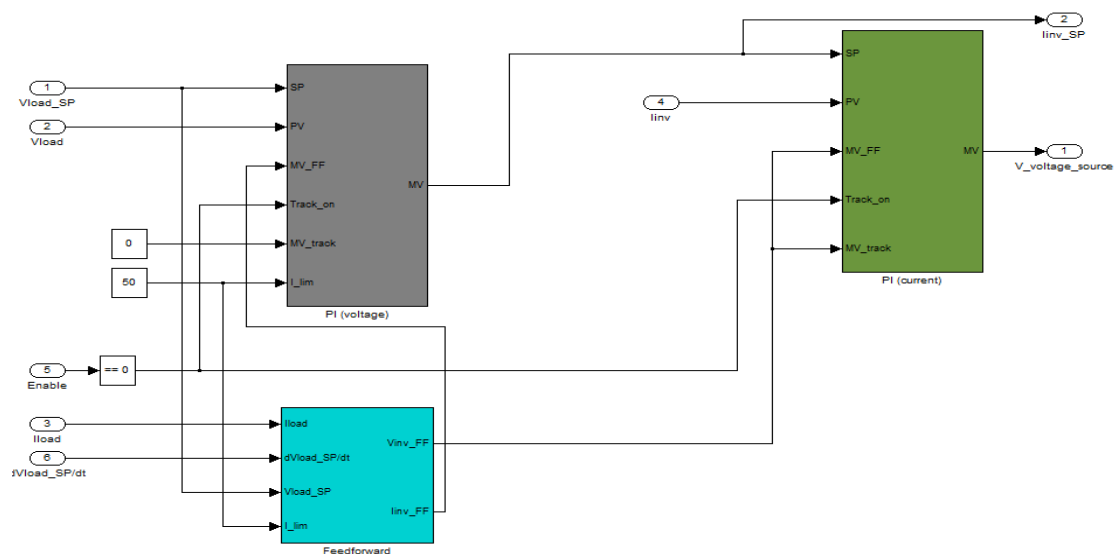 2
Iinv_SP
SP
4
Iinv
PV
MV_FF
MV
1
V_voltage_source
Track_on
MV_track
PI (current)
1
Vload_SP
SP
2
Vload
PV
MV_FF
MV
Track_on
0
MV_track
50
I_lim
PI (voltage)
5
Enable
== 0
3
Iload
Iload
Vinv_FF
6
dVload_SP/dt
dVload_SP/dt
Vload_SP
Iinv_FF
I_lim
Feedforward